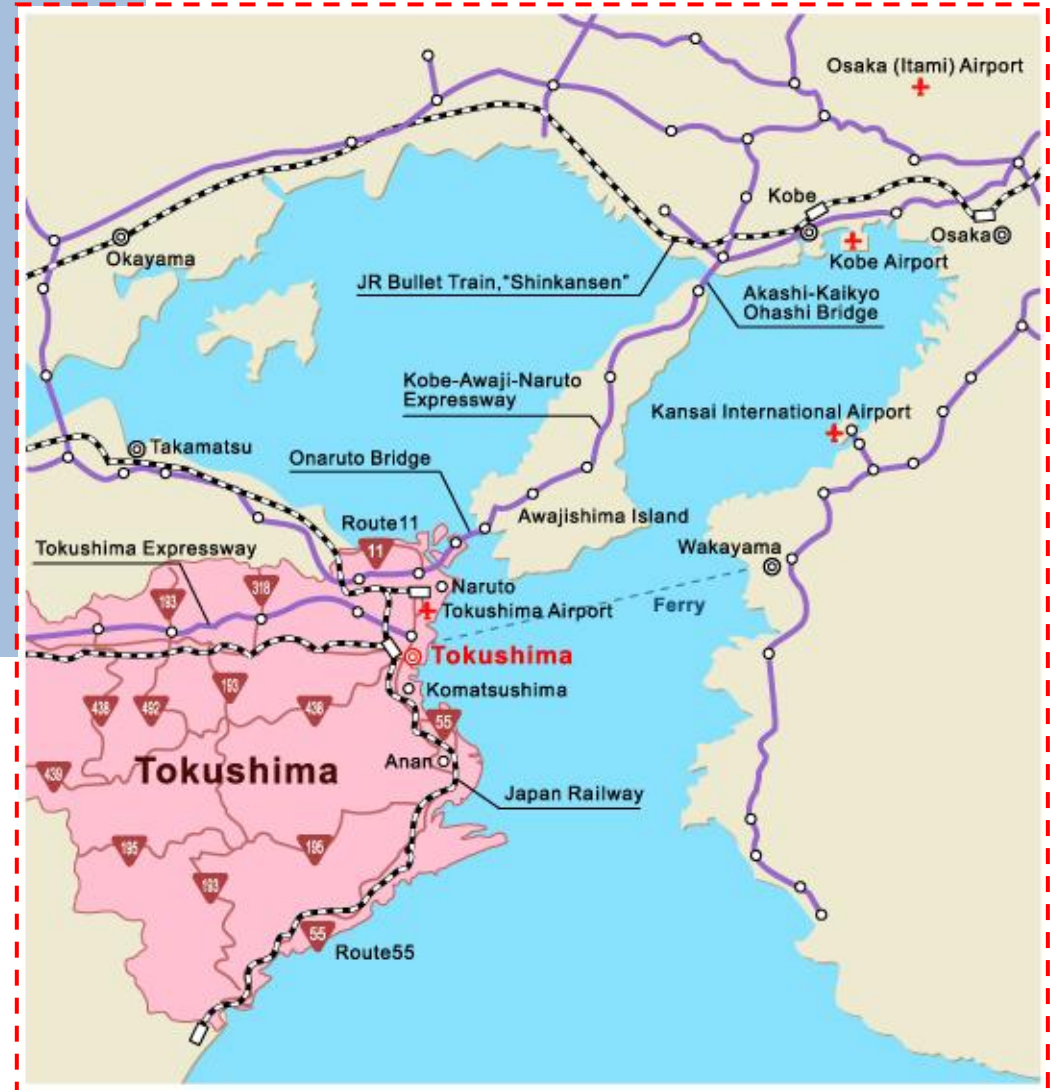 Osaka (Itami) Airport
Kobe
Okayama
Osaka
Kobe Airport
JR Bullet Train,"Shinkansen"
Akashi-Kaikyo
Ohashi Bridge
Kobe-Awaji-Naruto
Expressway
Kansai International Airport
Takamatsu
Onaruto Bridge
Awajishima Island
Route11
11
Tokushima Expressway
Wakayama
193
318
Naruto
Tokushima Airport
Ferry
Tokushima
Komatsushima
193
438
492
438
55
Anan
439
Tokushima
Japan Railway
195
195
193
55
Route55